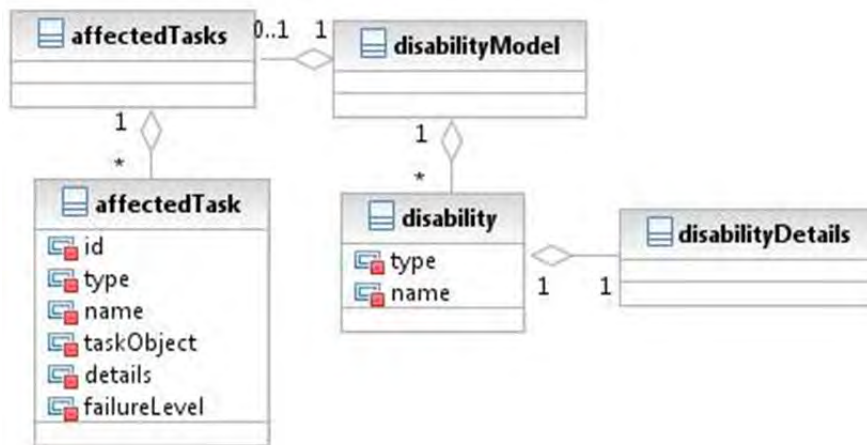 affectedTasks
0..1
1
disabilityModel
1
*
1
*
affectedTask
id
type
name
taskObject
details
failureLevel
disability
type
name
1
1
disabilityDetails